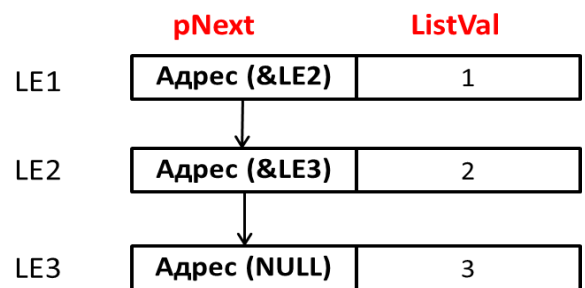 pNext ListVal
LE1 Адрес (&LE2) 1
LE2 Адрес (&LE3) 2
LE3 Адрес (NULL) 3